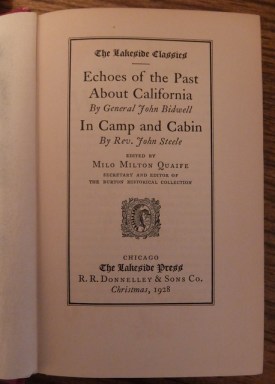 The Lakeside Classics
Echoes of the Past
About California
By General John Bidwell
In Camp and Cabin
By Rev. John Steele
EDITED BY
MILO MILTON QUAIFE
SECRETARY AND EDITOR OF
THE BURTON HISTORICAL COLLECTION
CHICAGO
The Lakeside Press
R. R. DONNELLEY & SONS CO.
Christmas, 1928